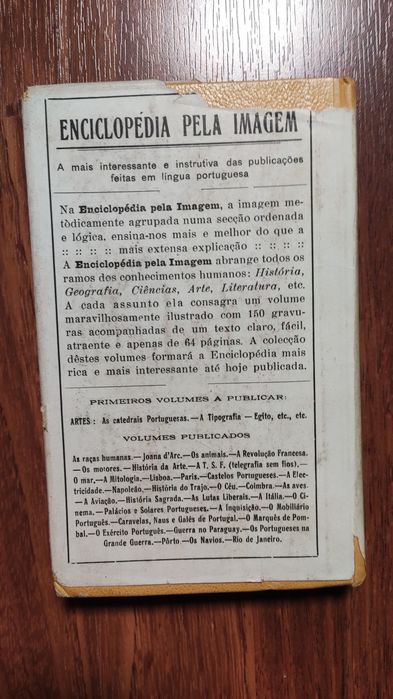 ENCICLOPÉDIA PELA IMAGEM
A mais interessante e instrutiva das publicações
feitas em língua portuguesa
Na Enciclopédia pela Imagem, a imagem me-
tòdicamente agrupada numa secção ordenada
e lógica, ensina-nos mais e melhor do que a
:: :: :: :: mais extensa explicação :: :: :: ::
A Enciclopédia pela Imagem abrange todos os
ramos dos conhecimentos humanos: História,
Geografia, Ciências, Arte, Literatura, etc.
A cada assunto ela consagra um volume
maravilhosamente ilustrado com 150 gravu-
ras acompanhadas de um texto claro, fácil,
atraente e apenas de 64 páginas. A colecção
dêstes volumes formará a Enciclopédia mais
rica e mais interessante até hoje publicada.
PRIMEIROS VOLUMES A PUBLICAR:
ARTES: As catedrais Portuguesas.—A Tipografia — Egito, etc., etc.
VOLUMES PUBLICADOS
As raças humanas.—Joana d'Arc.—Os animais.—A Revolução Francesa.
—Os motores.—História da Arte.—A T. S. F. (telegrafia sem fios).—
O mar.—A Mitologia.—Lisboa.—Paris.—Castelos Portugueses.—A Elec-
tricidade.—Napoleão.—História do Trajo.—O Céu.—Coimbra.—As aves.
—A Aviação.—História Sagrada.—As Lutas Liberais.—A Itália.—O Ci-
nema.—Palácios e Solares Portugueses.—A Inquisição.—O Mobiliário
Português.—Caravelas, Naus e Galés de Portugal.—O Marquês de Pom-
bal.—O Exército Português.—Guerra no Paraguay.—Os Portugueses na
Grande Guerra.—Pôrto.—Os Navios.—Rio de Janeiro.